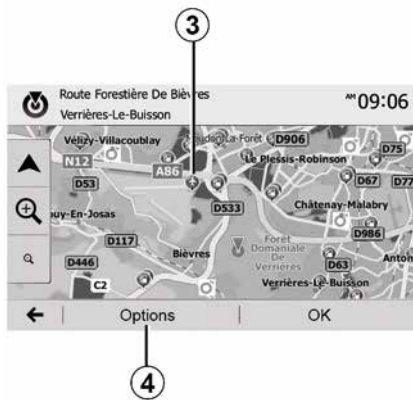 3
Route Forestière De Bièvres
Verrières-Le-Buisson
AM 09:06
Vélizy-Villacoublay
D906
D75
N12
A86
Le Plessis-Robinson
D53
D67
D77
D533
Châtenay-Malabry
uy-En-Josas
D986
D117
Bièvres
Forêt
Domaniale
De
Verrières
Anton
D446
D63
C2
Verrières-Le-Buisson
Options
OK
4